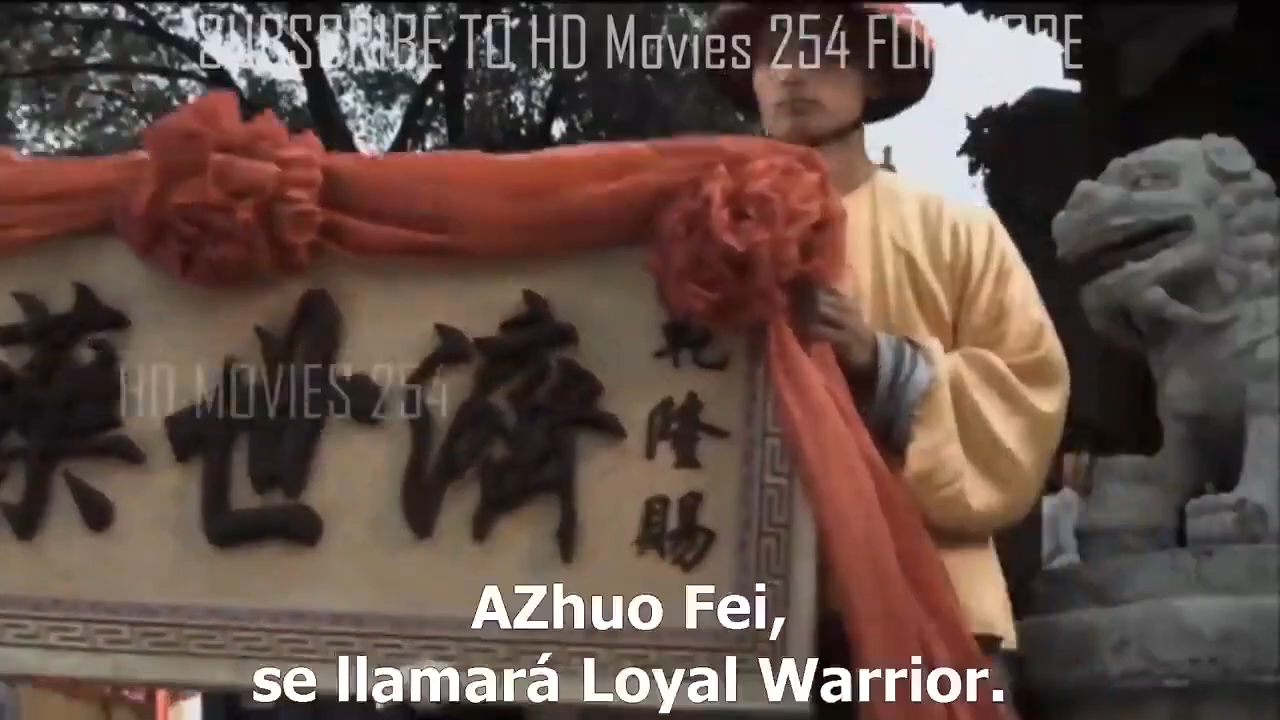 SUBSCRIBE TO HD Movies 254 FOR MORE
乾隆賜
濟世
HD MOVIES 254
AZhuo Fei,
se llamará Loyal Warrior.